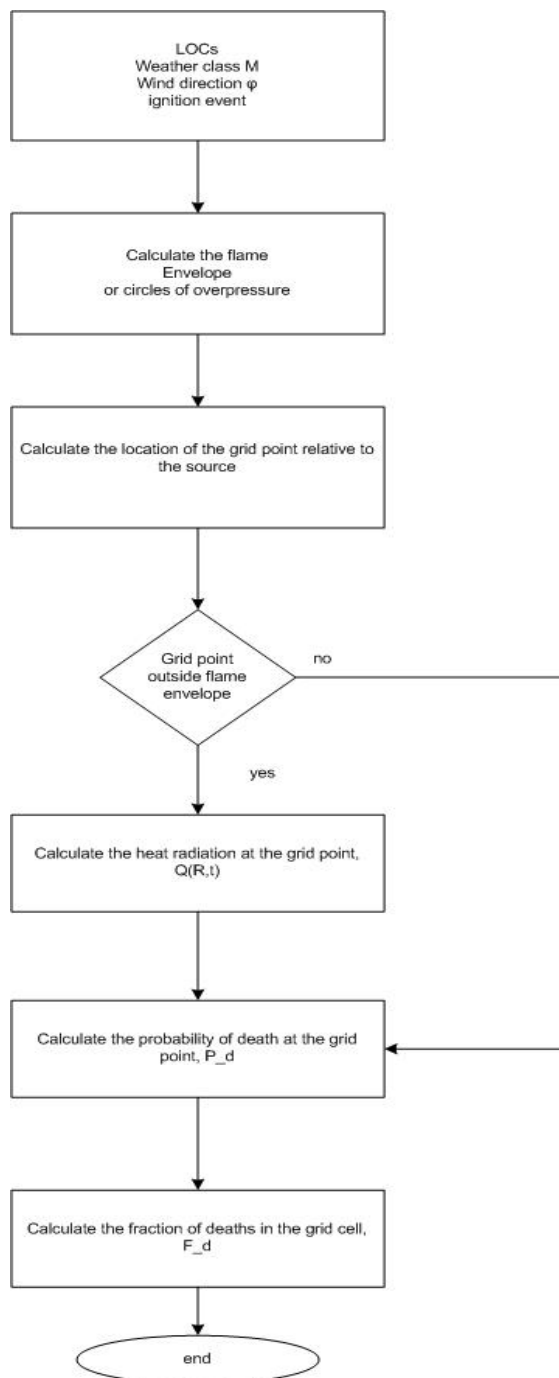 LOCs
Weather class M
Wind direction φ
ignition event
Calculate the flame
Envelope
or circles of overpressure
Calculate the location of the grid point relative to
the source
Grid point
outside flame
envelope
no
yes
Calculate the heat radiation at the grid point,
Q(R,t)
Calculate the probability of death at the grid
point, P_d
Calculate the fraction of deaths in the grid cell,
F_d
end